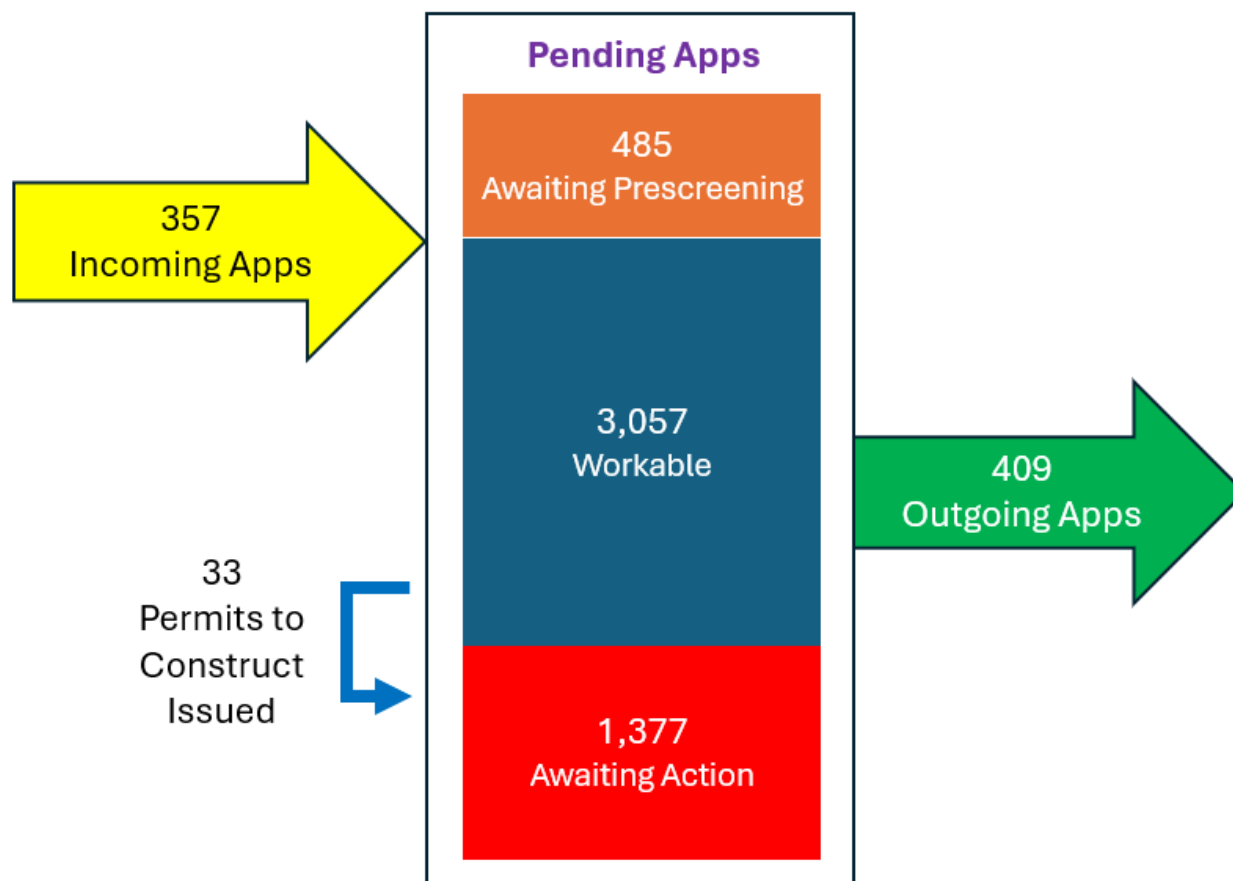 Pending Apps
485
Awaiting Prescreening
357
Incoming Apps
3,057
Workable
409
Outgoing Apps
33
Permits to
Construct
Issued
1,377
Awaiting Action